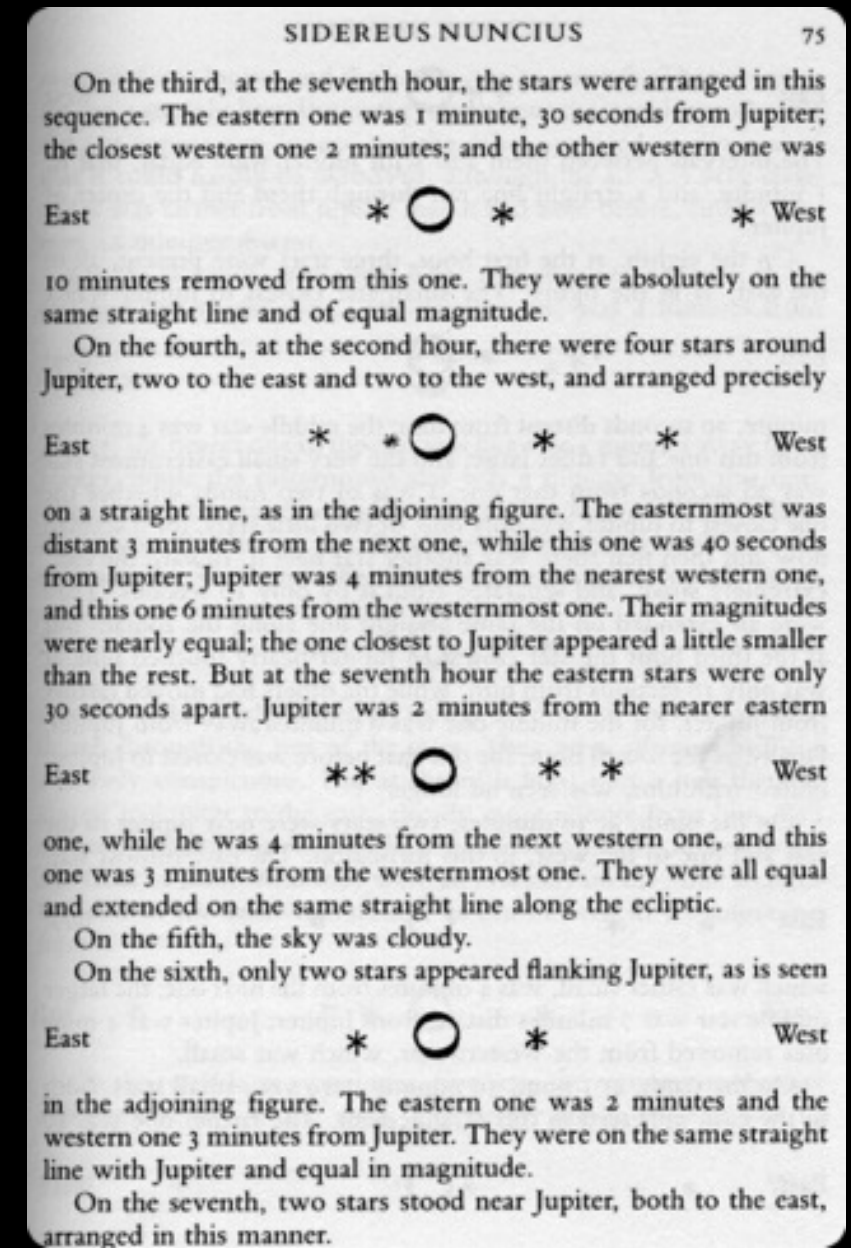 SIDEREUS NUNCIUS 75
On the third, at the seventh hour, the stars were arranged in this
sequence. The eastern one was 1 minute, 30 seconds from Jupiter;
the closest western one 2 minutes; and the other western one was
East * O * * West
10 minutes removed from this one. They were absolutely on the
same straight line and of equal magnitude.
On the fourth, at the second hour, there were four stars around
Jupiter, two to the east and two to the west, and arranged precisely
East * * O * * West
on a straight line, as in the adjoining figure. The easternmost was
distant 3 minutes from the next one, while this one was 40 seconds
from Jupiter; Jupiter was 4 minutes from the nearest western one,
and this one 6 minutes from the westernmost one. Their magnitudes
were nearly equal; the one closest to Jupiter appeared a little smaller
than the rest. But at the seventh hour the eastern stars were only
30 seconds apart. Jupiter was 2 minutes from the nearer eastern
East ** O * * West
one, while he was 4 minutes from the next western one, and this
one was 3 minutes from the westernmost one. They were all equal
and extended on the same straight line along the ecliptic.
On the fifth, the sky was cloudy.
On the sixth, only two stars appeared flanking Jupiter, as is seen
East * O * West
in the adjoining figure. The eastern one was 2 minutes and the
western one 3 minutes from Jupiter. They were on the same straight
line with Jupiter and equal in magnitude.
On the seventh, two stars stood near Jupiter, both to the east,
arranged in this manner.